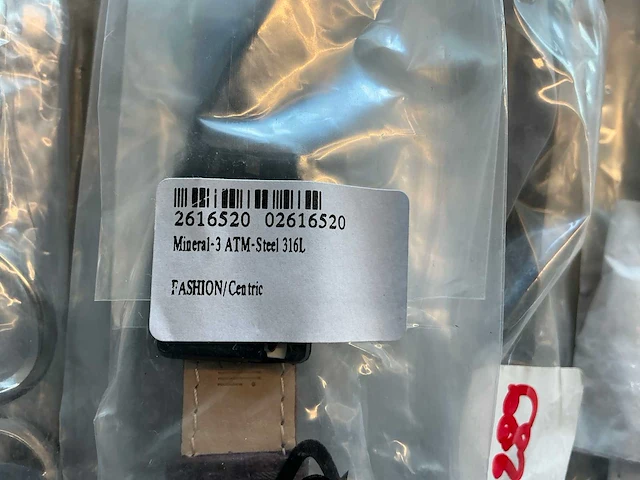 2616520 02616520
Mineral-3 ATM-Steel 316L
FASHION/Centric